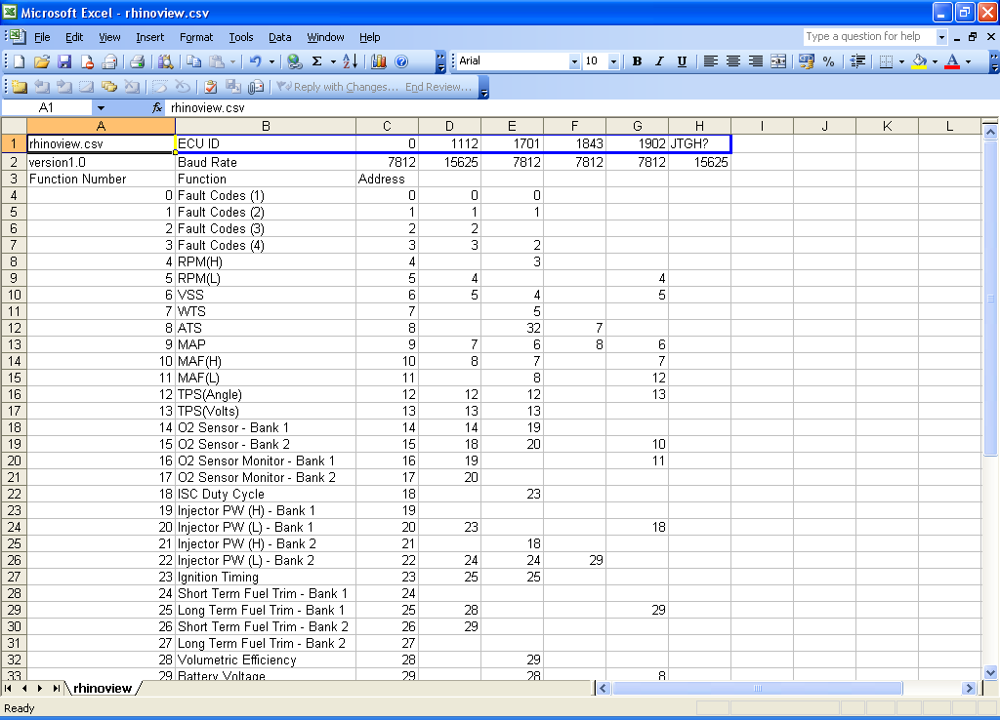 Microsoft Excel - rhinoview.csv
File Edit View Insert Format Tools Data Window Help Type a question for help
Arial 10 B I U %
Reply with Changes... End Review...
A1 fx rhinoview.csv
A B C D E F G H I J K L
1 rhinoview.csv ECU ID 0 1112 1701 1843 1902 JTGH?
2 version1.0 Baud Rate 7812 15625 7812 7812 7812 15625
3 Function Number Function Address
4 0 Fault Codes (1) 0 0 0
5 1 Fault Codes (2) 1 1 1
6 2 Fault Codes (3) 2 2
7 3 Fault Codes (4) 3 3 2
8 4 RPM(H) 4 3
9 5 RPM(L) 5 4 4
10 6 VSS 6 5 4 5
11 7 WTS 7 5
12 8 ATS 8 32 7
13 9 MAP 9 7 6 8 6
14 10 MAF(H) 10 8 7 7
15 11 MAF(L) 11 8 12
16 12 TPS(Angle) 12 12 12 13
17 13 TPS(Volts) 13 13 13
18 14 O2 Sensor - Bank 1 14 14 19
19 15 O2 Sensor - Bank 2 15 18 20 10
20 16 O2 Sensor Monitor - Bank 1 16 19 11
21 17 O2 Sensor Monitor - Bank 2 17 20
22 18 ISC Duty Cycle 18 23
23 19 Injector PW (H) - Bank 1 19
24 20 Injector PW (L) - Bank 1 20 23 18
25 21 Injector PW (H) - Bank 2 21 18
26 22 Injector PW (L) - Bank 2 22 24 24 29
27 23 Ignition Timing 23 25 25
28 24 Short Term Fuel Trim - Bank 1 24
29 25 Long Term Fuel Trim - Bank 1 25 28 29
30 26 Short Term Fuel Trim - Bank 2 26 29
31 27 Long Term Fuel Trim - Bank 2 27
32 28 Volumetric Efficiency 28 29
33 29 Battery Voltage 29 28 8
rhinoview
Ready